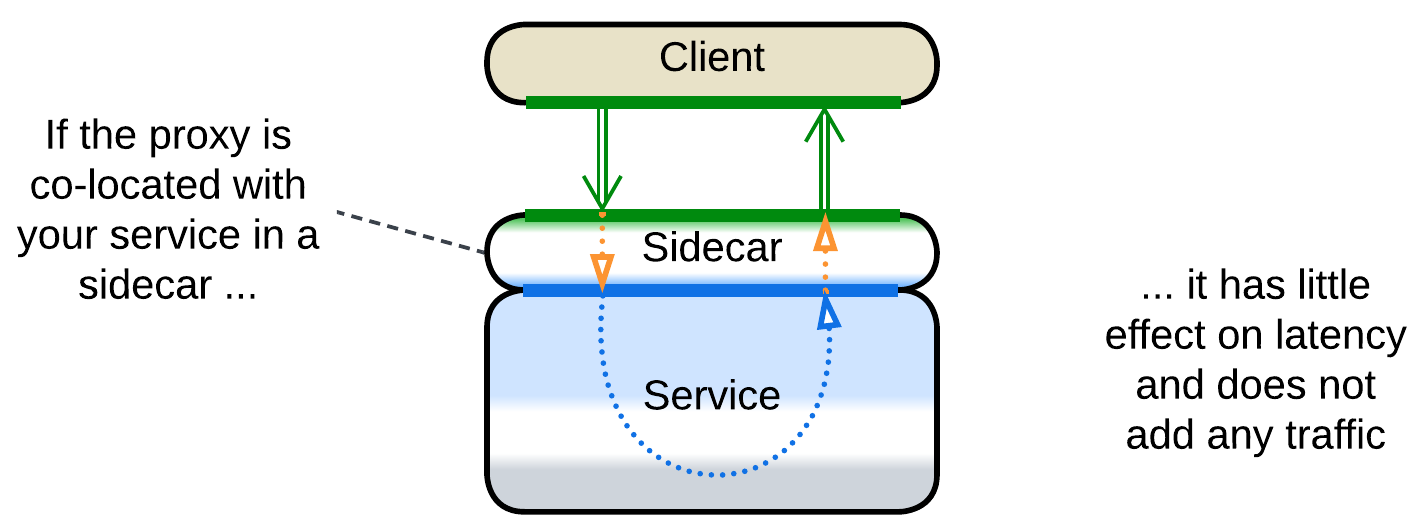 Client
If the proxy is
co-located with
your service in a
sidecar ...
Sidecar
... it has little
effect on latency
and does not
add any traffic
Service